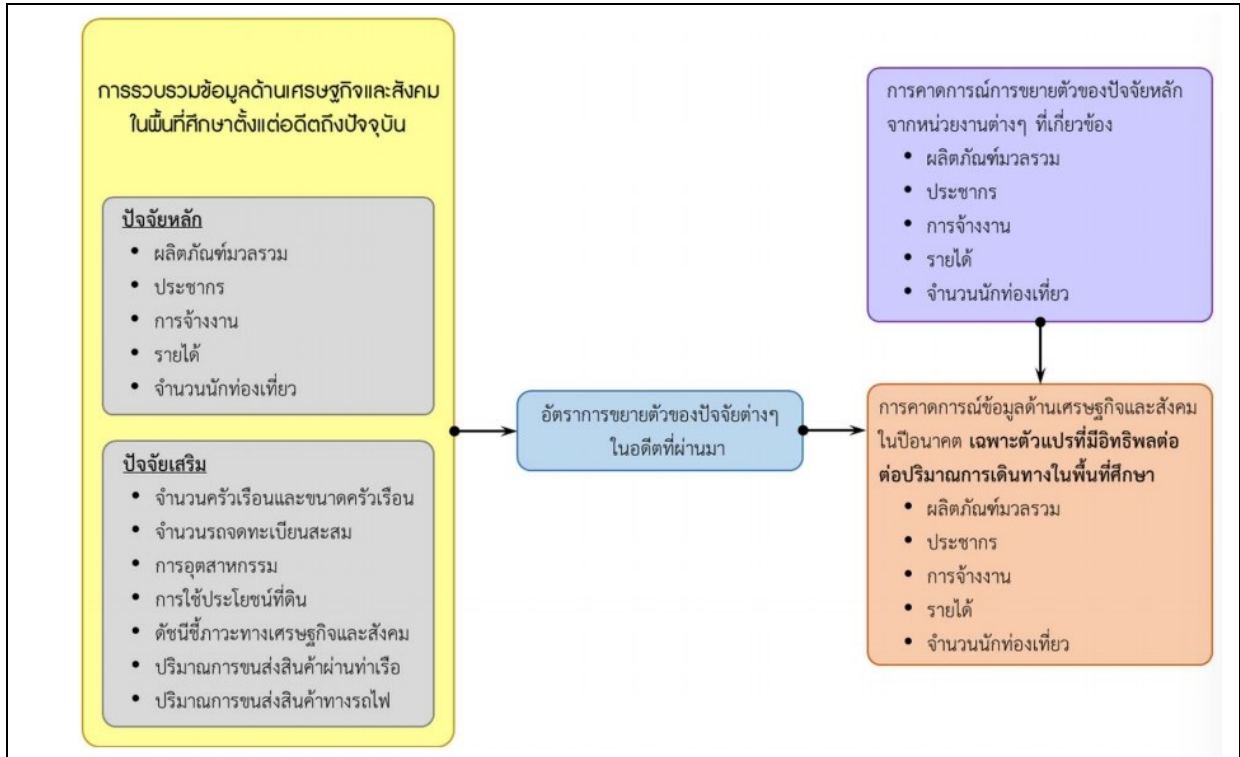 การรวบรวมข้อมูลด้านเศรษฐกิจและสังคม
ในพื้นที่ศึกษาตั้งแต่อดีตถึงปัจจุบัน
ปัจจัยหลัก
• ผลิตภัณฑ์มวลรวม
• ประชากร
• การจ้างงาน
• รายได้
• จำนวนนักท่องเที่ยว
ปัจจัยเสริม
• จำนวนครัวเรือนและขนาดครัวเรือน
• จำนวนรถจดทะเบียนสะสม
• การอุตสาหกรรม
• การใช้ประโยชน์ที่ดิน
• ดัชนีชี้ภาวะทางเศรษฐกิจและสังคม
• ปริมาณการขนส่งสินค้าผ่านท่าเรือ
• ปริมาณการขนส่งสินค้าทางรถไฟ
อัตราการขยายตัวของปัจจัยต่างๆ
ในอดีตที่ผ่านมา
การคาดการณ์การขยายตัวของปัจจัยหลัก
จากหน่วยงานต่างๆ ที่เกี่ยวข้อง
• ผลิตภัณฑ์มวลรวม
• ประชากร
• การจ้างงาน
• รายได้
• จำนวนนักท่องเที่ยว
การคาดการณ์ข้อมูลด้านเศรษฐกิจและสังคม
ในปีอนาคต เฉพาะตัวแปรที่มีอิทธิพลต่อ
ต่อปริมาณการเดินทางในพื้นที่ศึกษา
• ผลิตภัณฑ์มวลรวม
• ประชากร
• การจ้างงาน
• รายได้
• จำนวนนักท่องเที่ยว